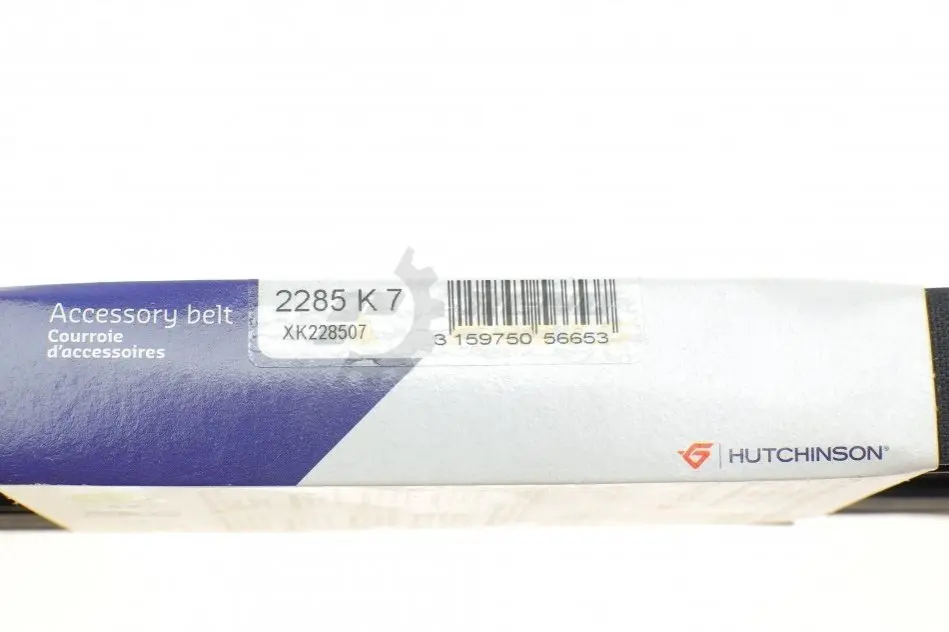 Accessory belt
Courroie
d'accessoires
2285 K 7
XK228507
3 159750 56653
HUTCHINSON®